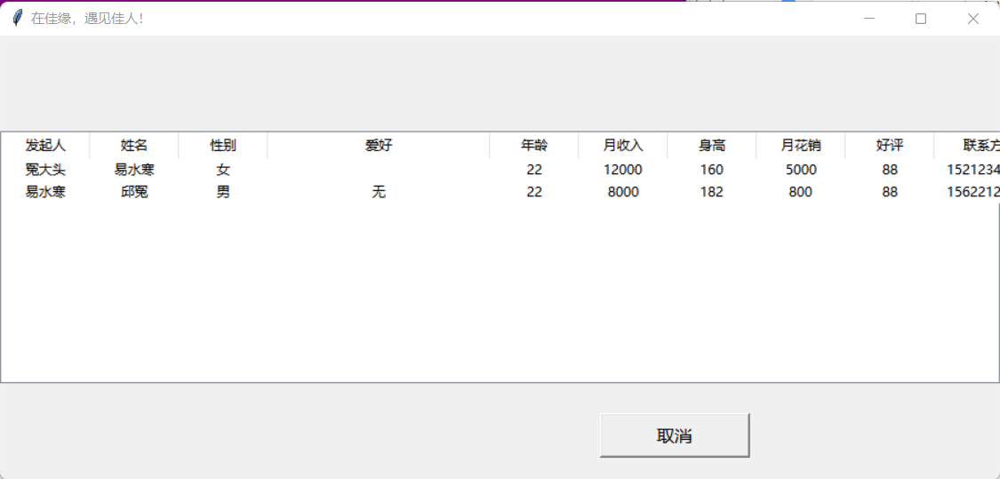 在佳缘，遇见佳人！
发起人 姓名 性别 爱好 年龄 月收入 身高 月花销 好评 联系方
冤大头 易水寒 女 22 12000 160 5000 88 1521234
易水寒 邱冤 男 无 22 8000 182 800 88 1562212
取消